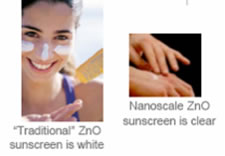 "Traditional" ZnO
sunscreen is white
Nanoscale ZnO
sunscreen is clear